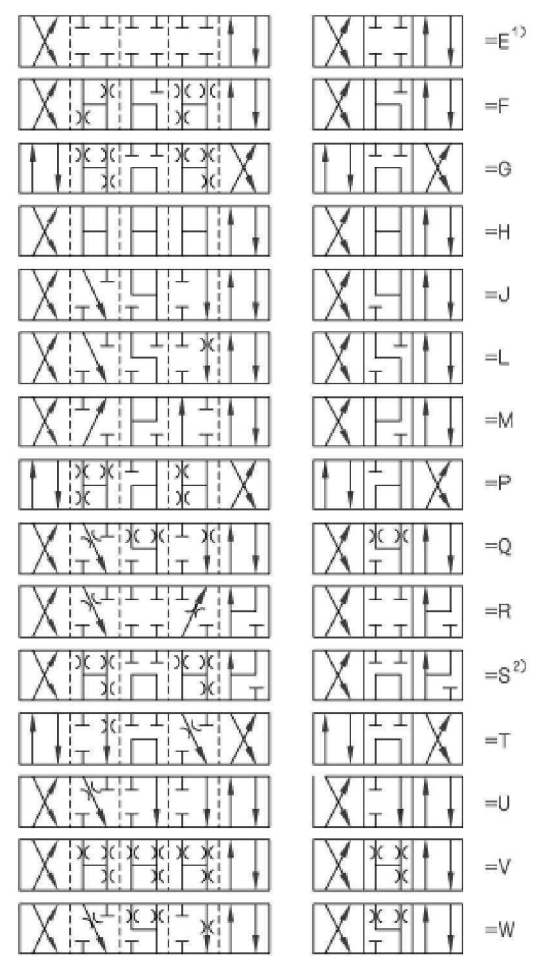 =E¹⁾
=F
=G
=H
=J
=L
=M
=P
=Q
=R
=S²⁾
=T
=U
=V
=W